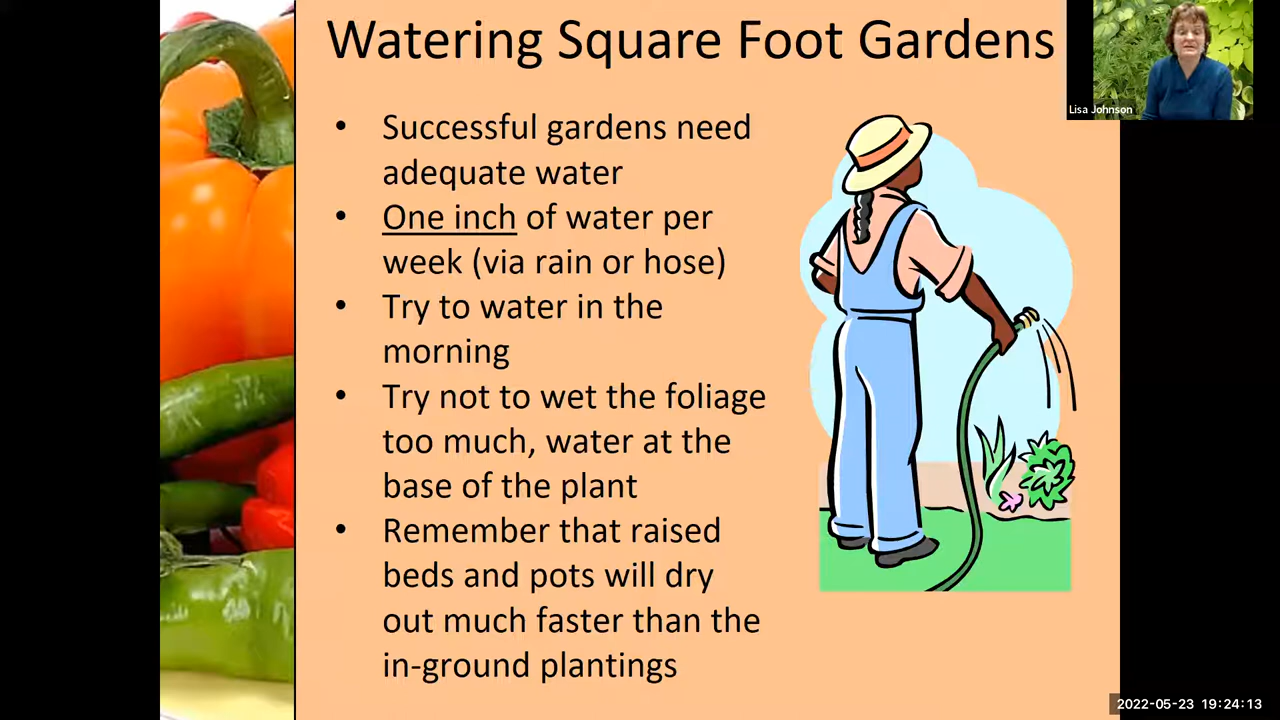 Watering Square Foot Gardens
Lisa Johnson
• Successful gardens need
adequate water
• One inch of water per
week (via rain or hose)
• Try to water in the
morning
• Try not to wet the foliage
too much, water at the
base of the plant
• Remember that raised
beds and pots will dry
out much faster than the
in-ground plantings
2022-05-23 19:24:13